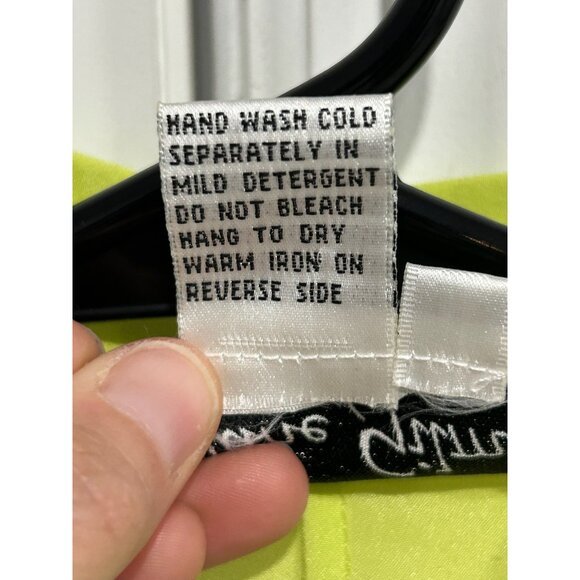 HAND WASH COLD
SEPARATELY IN
MILD DETERGENT
DO NOT BLEACH
HANG TO DRY
WARM IRON ON
REVERSE SIDE